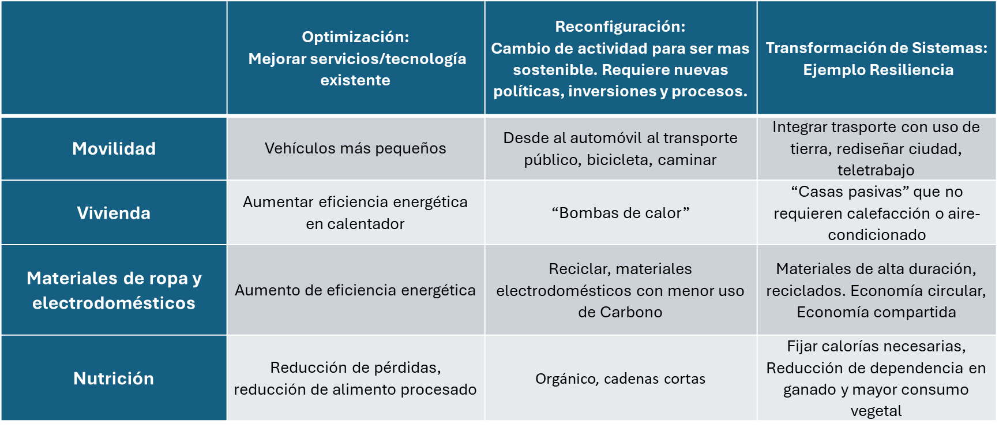 Optimización:
Mejorar servicios/tecnología
existente
Reconfiguración:
Cambio de actividad para ser mas
sostenible. Requiere nuevas
políticas, inversiones y procesos.
Transformación de Sistemas:
Ejemplo Resiliencia
Movilidad
Vehículos más pequeños
Desde al automóvil al transporte
público, bicicleta, caminar
Integrar trasporte con uso de
tierra, rediseñar ciudad,
teletrabajo
Vivienda
Aumentar eficiencia energética
en calentador
“Bombas de calor”
“Casas pasivas” que no
requieren calefacción o aire-
condicionado
Materiales de ropa y
electrodomésticos
Aumento de eficiencia energética
Reciclar, materiales
electrodomésticos con menor uso
de Carbono
Materiales de alta duración,
reciclados. Economía circular,
Economía compartida
Nutrición
Reducción de pérdidas,
reducción de alimento procesado
Orgánico, cadenas cortas
Fijar calorías necesarias,
Reducción de dependencia en
ganado y mayor consumo
vegetal